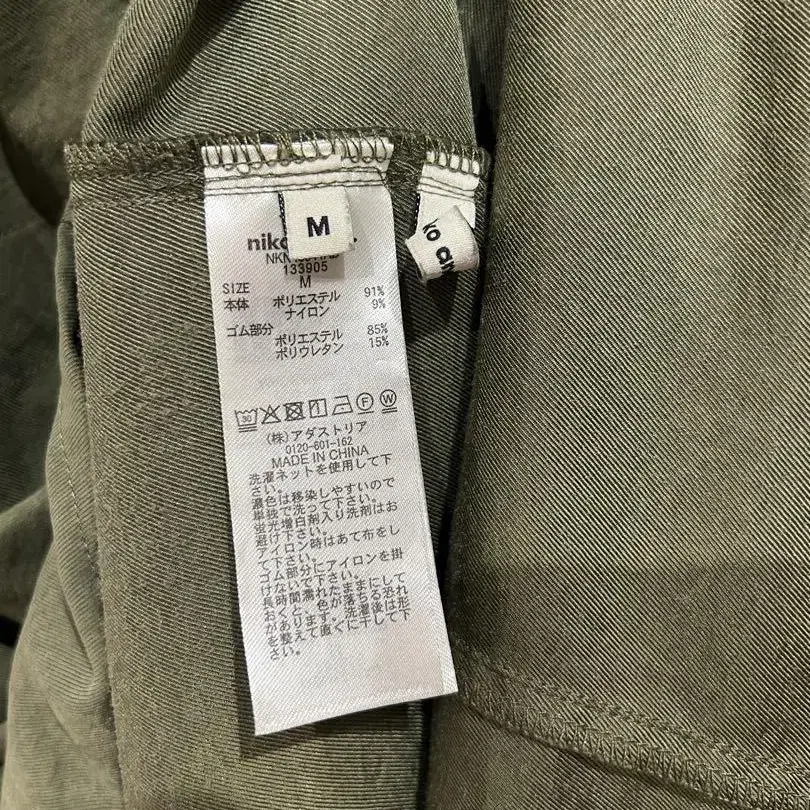 M
niko
ko an
133905
SIZE M
本体 ポリエステル 91%
ナイロン 9%
ゴム部分 ポリエステル 85%
ポリウレタン 15%
30 F W
(株)アダストリア
0120-601-162
MADE IN CHINA
洗濯ネットを使用して下
さい。
濃色は移染しやすいので
単独で洗って下さい。
蛍光増白剤入り洗剤はお
避け下さい。
アイロン時はあて布をし
て下さい。
ゴム部分にアイロンを掛
けないで下さい。
長時間濡れたままにして
おくと、色が落ちる恐れ
があります。洗濯後は形
を整えて直ぐに干して下
さい。